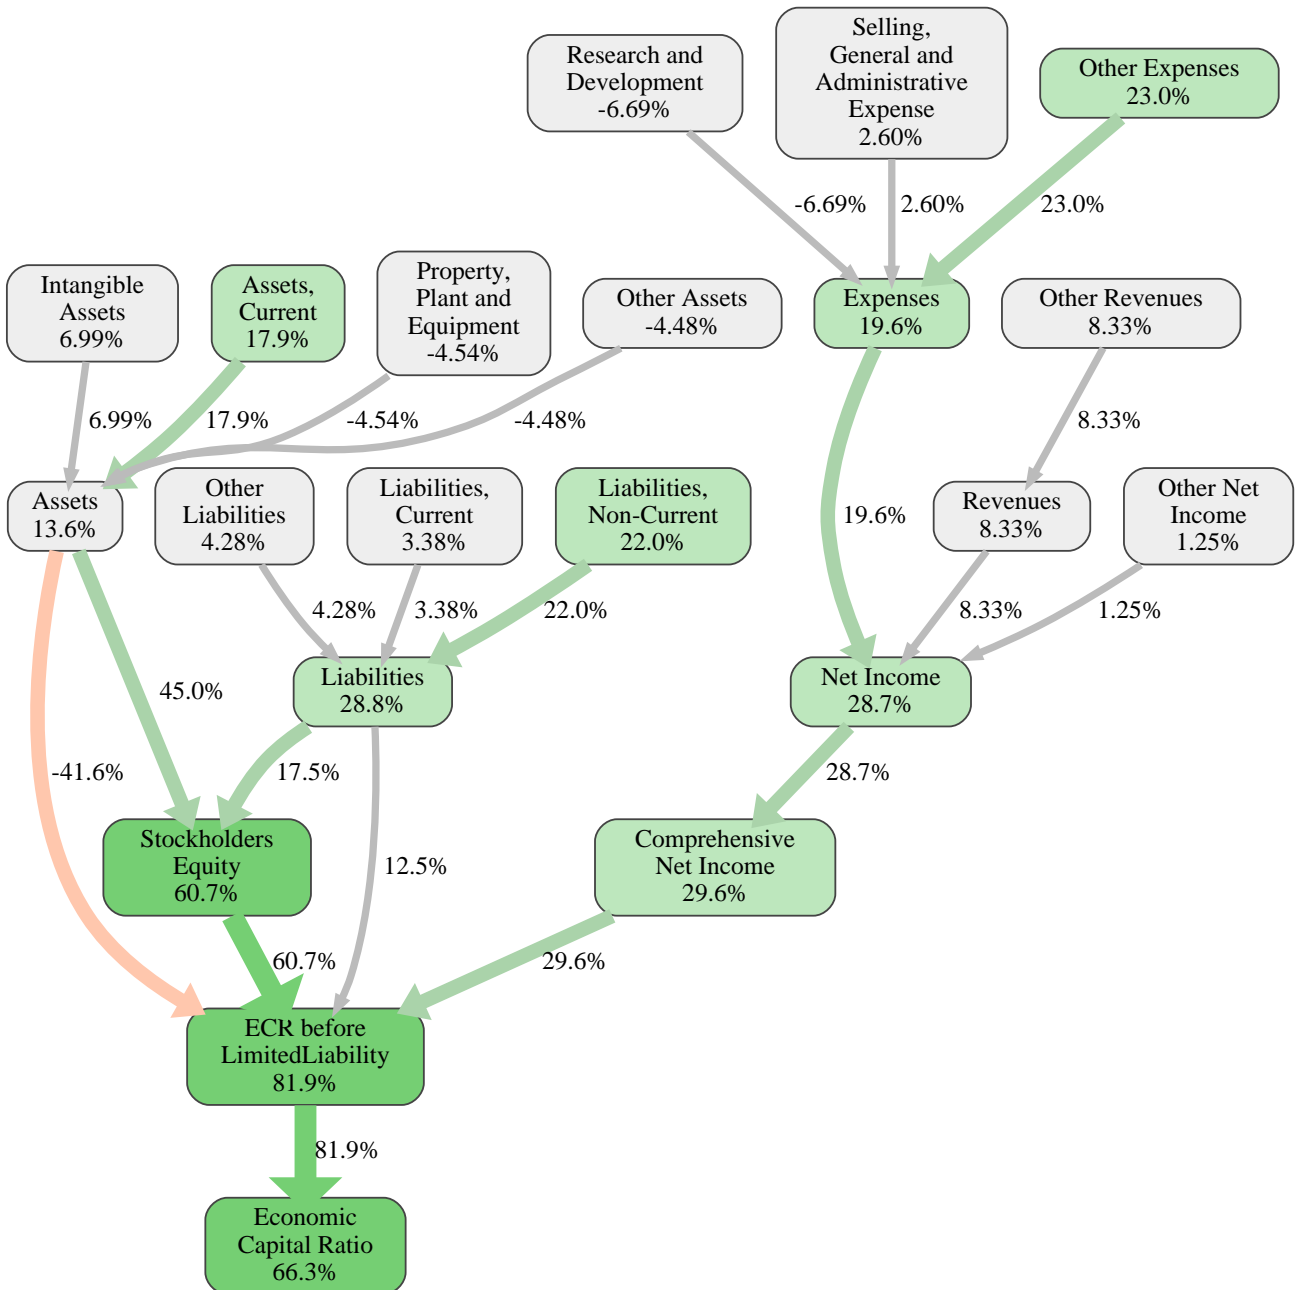 Research and
Development
-6.69%
Selling,
General and
Administrative
Expense
2.60%
Other Expenses
23.0%
-6.69%
2.60%
23.0%
Intangible
Assets
6.99%
Assets,
Current
17.9%
Property,
Plant and
Equipment
-4.54%
Other Assets
-4.48%
Expenses
19.6%
Other Revenues
8.33%
6.99%
17.9%
-4.54%
-4.48%
8.33%
Assets
13.6%
Other
Liabilities
4.28%
Liabilities,
Current
3.38%
Liabilities,
Non-Current
22.0%
19.6%
Revenues
8.33%
Other Net
Income
1.25%
4.28%
3.38%
22.0%
8.33%
1.25%
Liabilities
28.8%
Net Income
28.7%
45.0%
-41.6%
17.5%
28.7%
Stockholders
Equity
60.7%
12.5%
Comprehensive
Net Income
29.6%
60.7%
29.6%
ECR before
LimitedLiability
81.9%
81.9%
Economic
Capital Ratio
66.3%